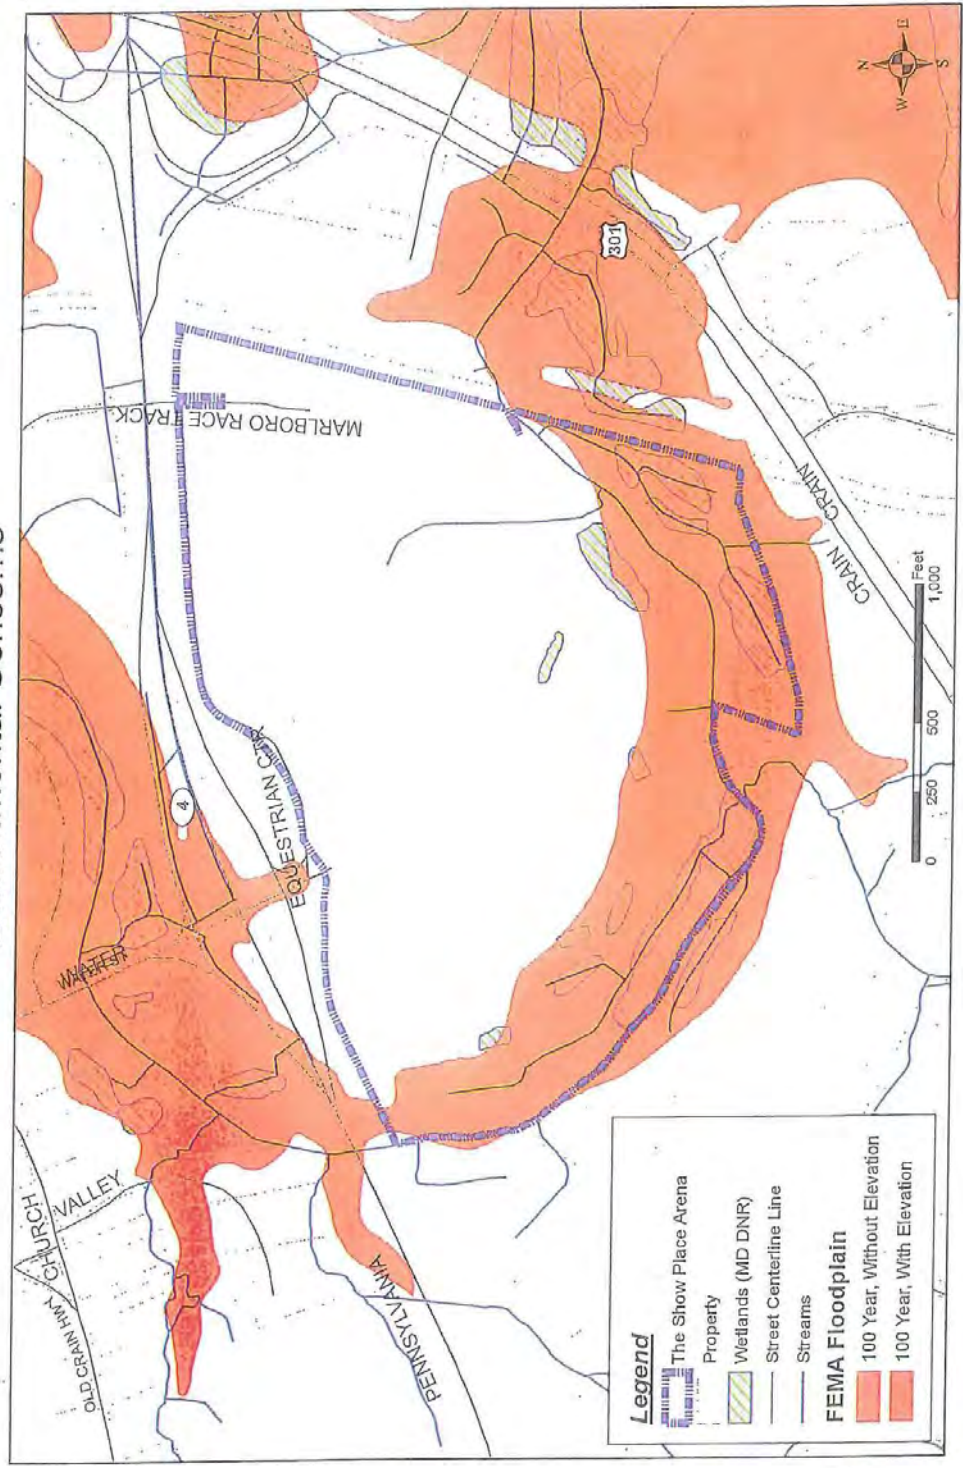 OLD CRAIN HWY
CHURCH
VALLEY
WATER
4
EQUESTRIAN CTR
MARLBORO RACE TRACK
PENNSYLVANIA
301
CRAIN
CRAIN
N
W
E
S
0
250
500
1,000
Feet
Legend
The Show Place Arena
Property
Wetlands (MD DNR)
Street Centerline Line
Streams
FEMA Floodplain
100 Year, Without Elevation
100 Year, With Elevation